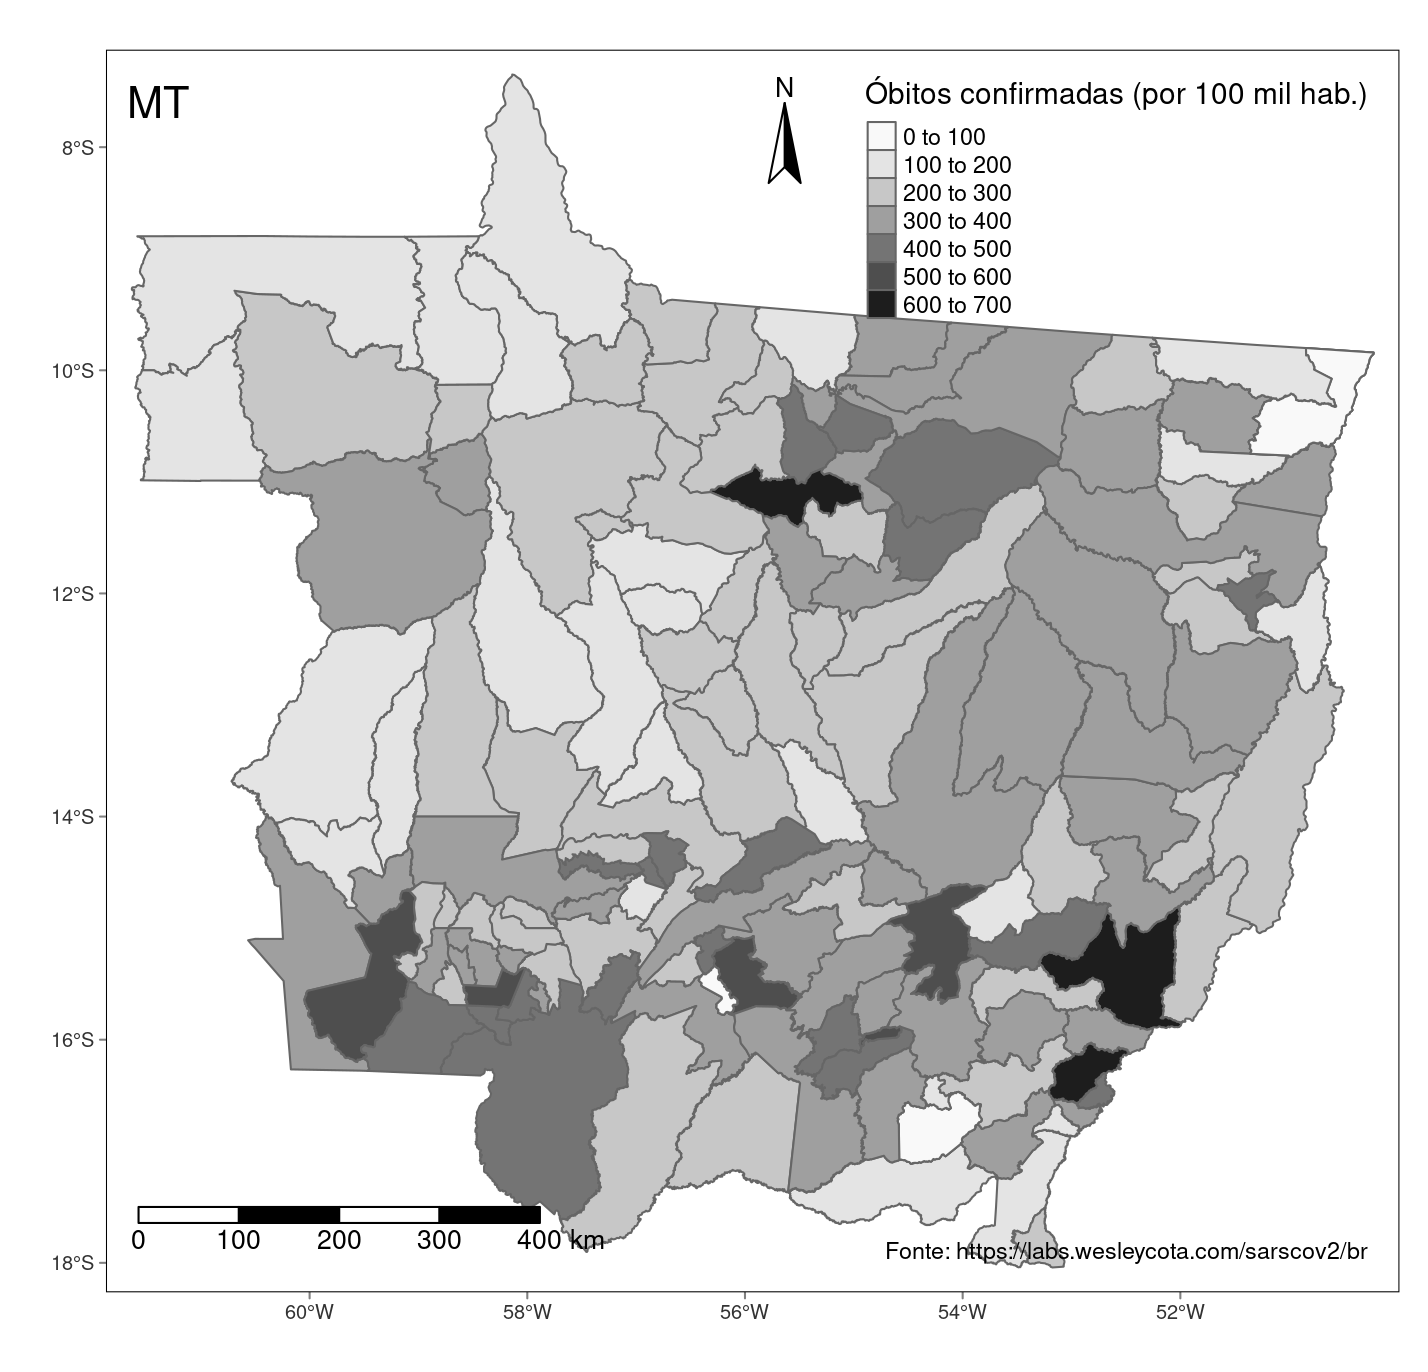 MT
N
Óbitos confirmadas (por 100 mil hab.)
0 to 100
100 to 200
200 to 300
300 to 400
400 to 500
500 to 600
600 to 700
8°S
10°S
12°S
14°S
16°S
18°S
0 100 200 300 400 km
Fonte: https://labs.wesleycota.com/sarscov2/br
60°W 58°W 56°W 54°W 52°W